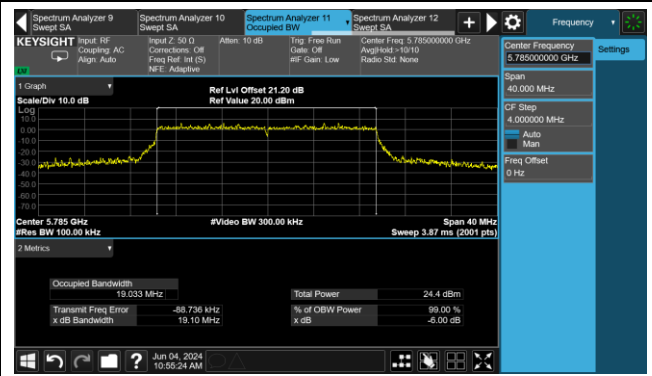 Spectrum Analyzer 9
Swept SA
Spectrum Analyzer 10
Swept SA
Spectrum Analyzer 11
Occupied BW
Spectrum Analyzer 12
Swept SA
Frequency
KEYSIGHT
Input: RF
Coupling: AC
Align: Auto
Input Z: 50 Ω
Corrections: Off
Freq Ref: Int (S)
NFE: Adaptive
Atten: 10 dB
Trig: Free Run
Gate: Off
#IF Gain: Low
Center Freq: 5.785000000 GHz
Avg|Hold:>10/10
Radio Std: None
LXI
1 Graph
Scale/Div 10.0 dB
Ref Lvl Offset 21.20 dB
Ref Value 20.00 dBm
Log
10.0
0.00
-10.0
-20.0
-30.0
-40.0
-50.0
-60.0
-70.0
Center 5.785 GHz
#Res BW 100.00 kHz
#Video BW 300.00 kHz
Span 40 MHz
Sweep 3.87 ms (2001 pts)
2 Metrics
Occupied Bandwidth
19.033 MHz
Total Power 24.4 dBm
Transmit Freq Error -88.736 kHz
% of OBW Power 99.00 %
x dB Bandwidth 19.10 MHz
x dB -6.00 dB
Jun 04, 2024
10:55:24 AM
Center Frequency
5.785000000 GHz
Settings
Span
40.000 MHz
CF Step
4.000000 MHz
Auto
Man
Freq Offset
0 Hz